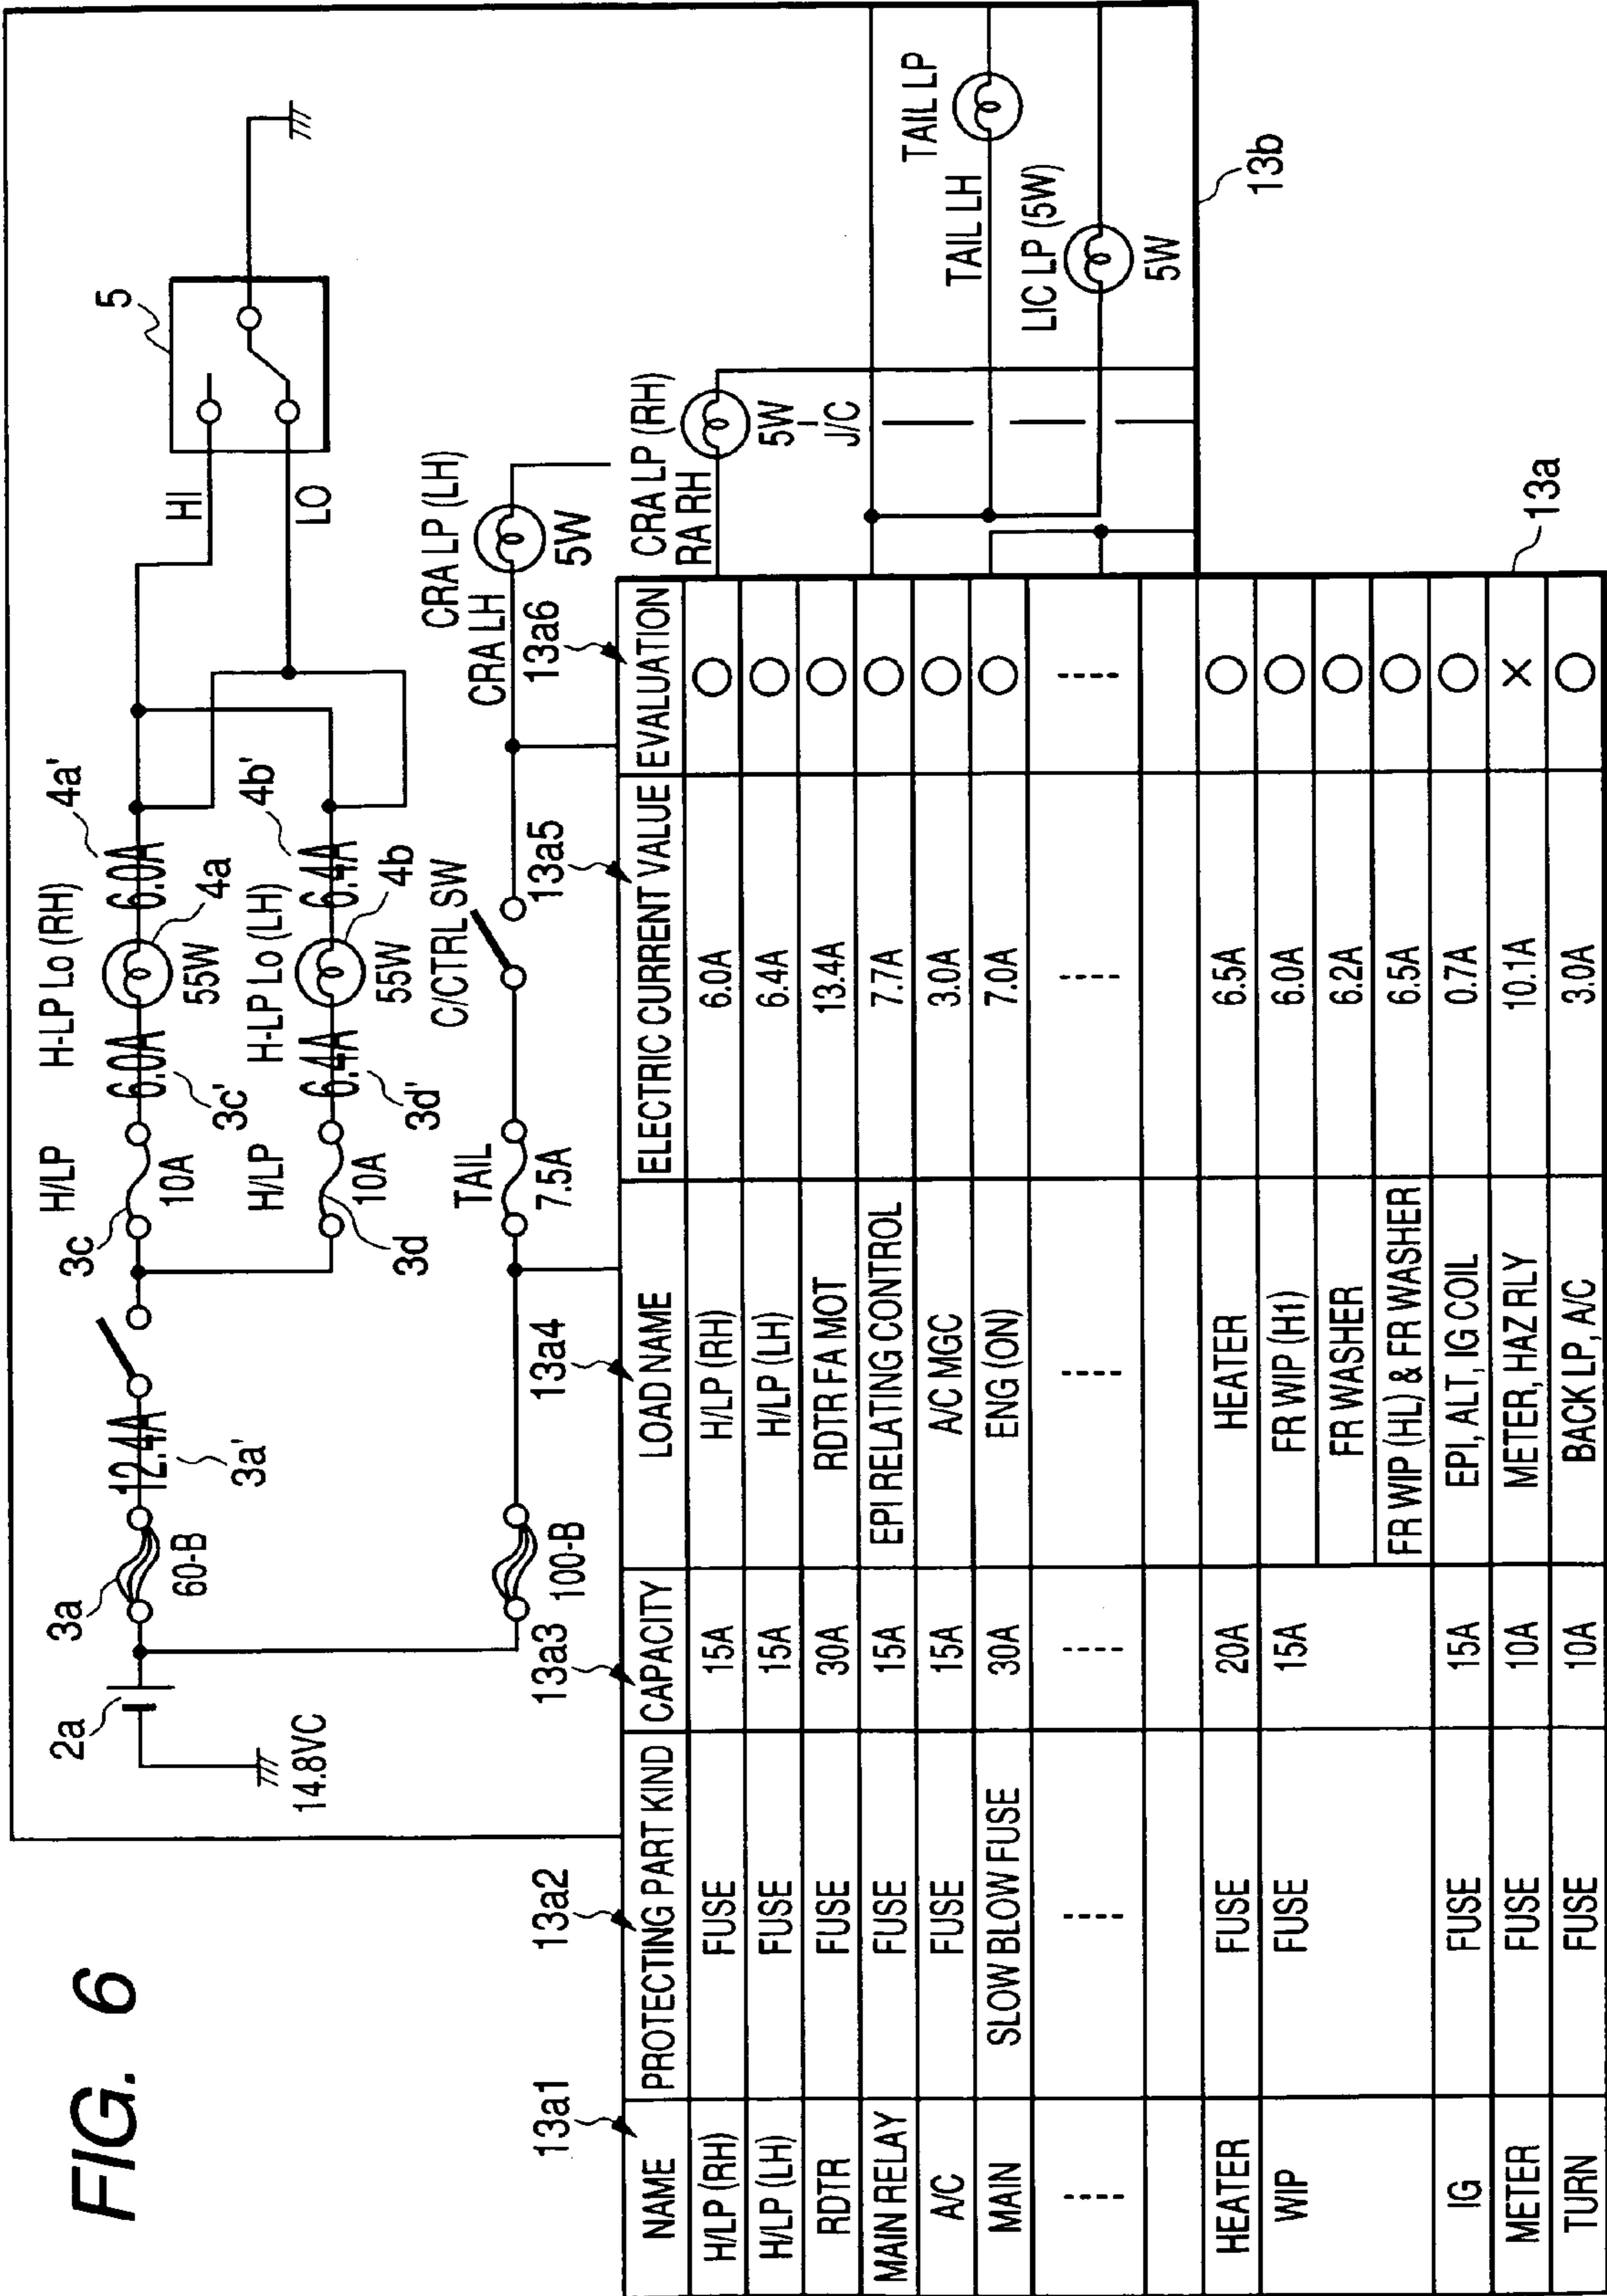 FIG. 6
2a
14.8VC
3a
60-B
12.4A
3a'
3c
H/LP
10A
6.0A
3c'
H-LP Lo (RH)
55W
4a
6.0A
4a'
H/LP
10A
3d
6.4A
3d'
H-LP Lo (LH)
55W
4b
6.4A
4b'
HI
LO
5
100-B
TAIL
7.5A
C/CTRL SW
CRA LH
CRA LP (LH)
5W
CRA LP (RH)
RA RH
5W
J/C
TAIL LH
TAIL LP
LIC LP (5W)
5W
13b
13a
13a1
13a2
13a3
13a4
13a5
13a6
NAME PROTECTING PART KIND CAPACITY LOAD NAME ELECTRIC CURRENT VALUE EVALUATION
H/LP (RH) FUSE 15A H/LP (RH) 6.0A ○
H/LP (LH) FUSE 15A H/LP (LH) 6.4A ○
RDTR FUSE 30A RDTR FA MOT 13.4A ○
MAIN RELAY FUSE 15A EPI RELATING CONTROL 7.7A ○
A/C FUSE 15A A/C MGC 3.0A ○
MAIN SLOW BLOW FUSE 30A ENG (ON) 7.0A ○
---- ---- ---- ---- ---- ----
HEATER FUSE 20A HEATER 6.5A ○
WIP FUSE 15A FR WIP (H1) 6.0A ○
FR WASHER 6.2A ○
FR WIP (HL) & FR WASHER 6.5A ○
IG FUSE 15A EPI, ALT, IG COIL 0.7A ○
METER FUSE 10A METER, HAZ RLY 10.1A ×
TURN FUSE 10A BACK LP, A/C 3.0A ○